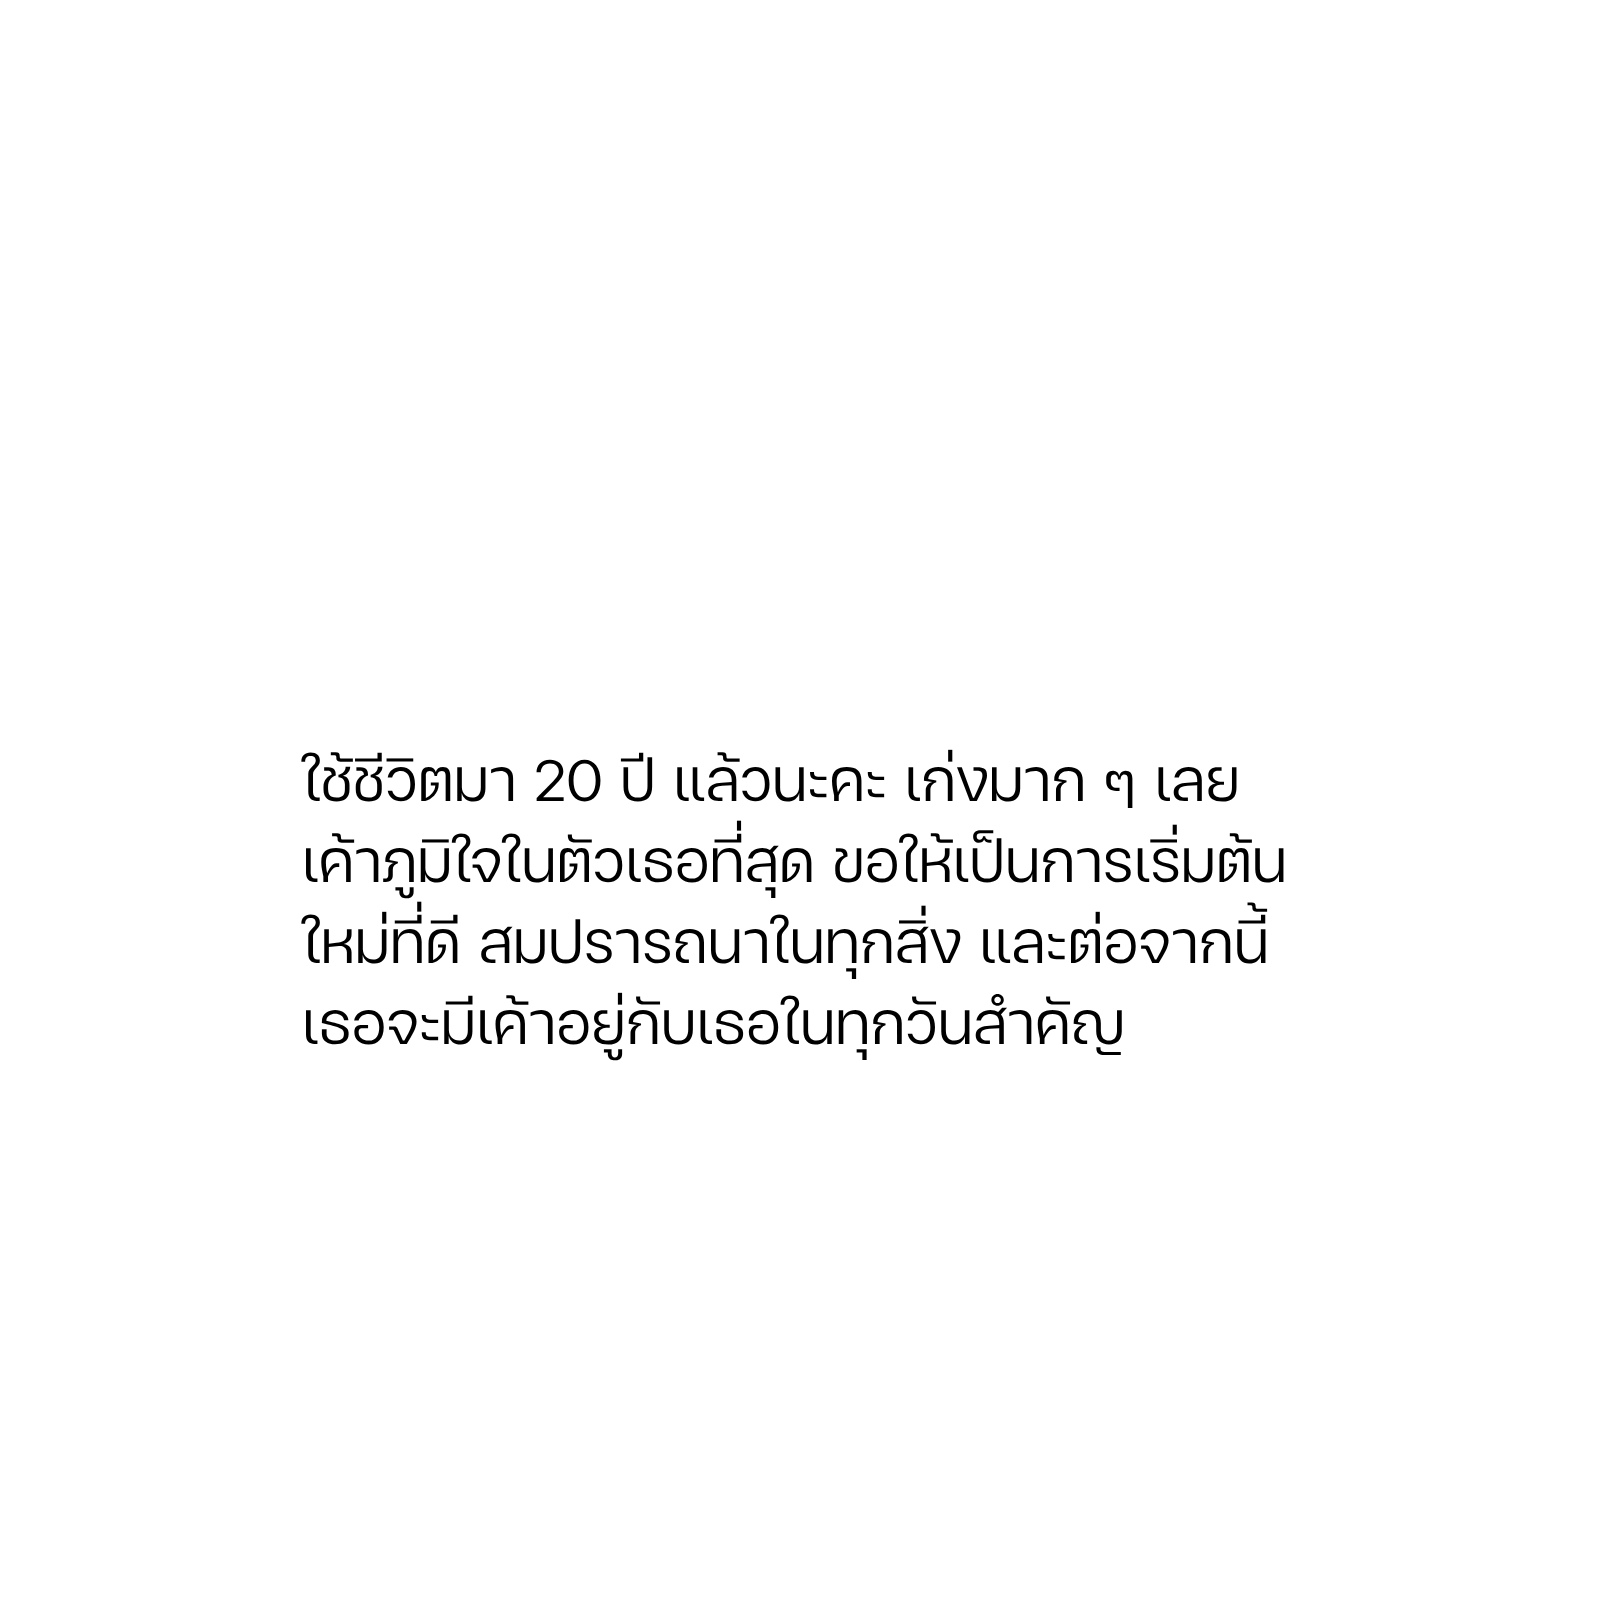 ใช้ชีวิตมา 20 ปี แล้วนะคะ เก่งมาก ๆ เลย
เค้าภูมิใจในตัวเธอที่สุด ขอให้เป็นการเริ่มต้น
ใหม่ที่ดี สมปรารถนาในทุกสิ่ง และต่อจากนี้
เธอจะมีเค้าอยู่กับเธอในทุกวันสำคัญ